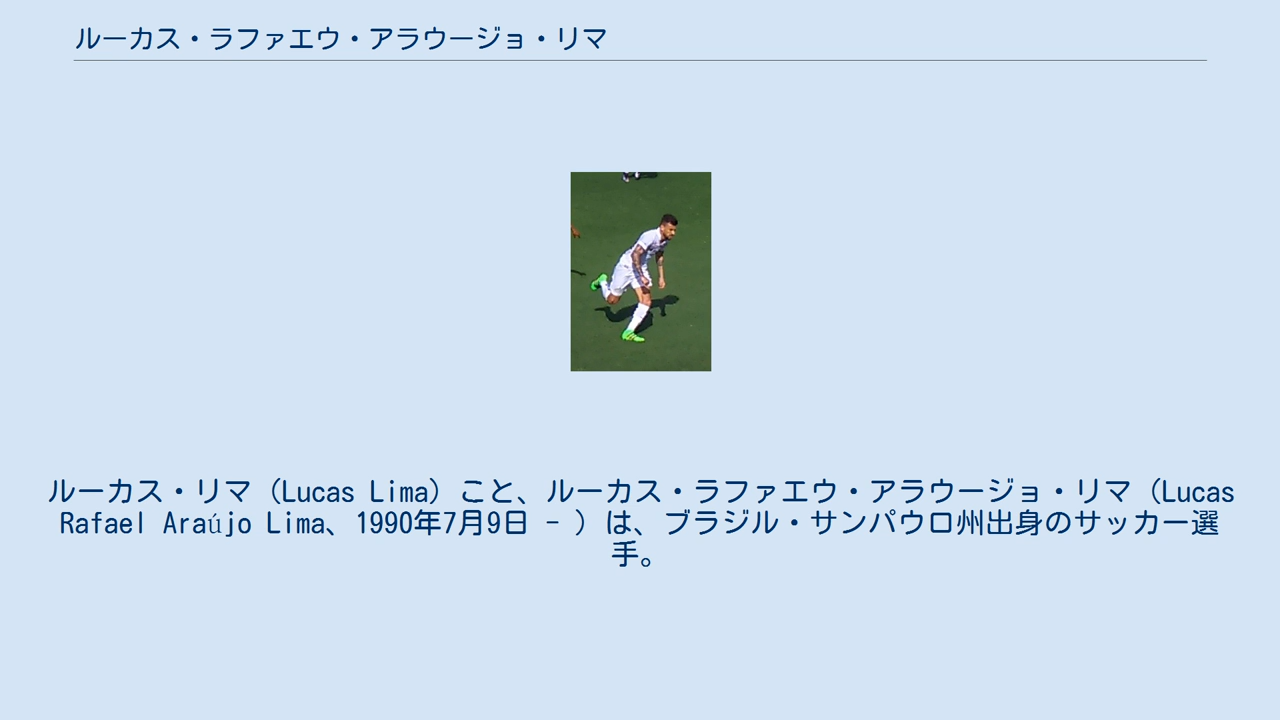 ルーカス・ラファエウ・アラウージョ・リマ
ルーカス・リマ（Lucas Lima）こと、ルーカス・ラファエウ・アラウージョ・リマ（Lucas
Rafael Araújo Lima、1990年7月9日 - ）は、ブラジル・サンパウロ州出身のサッカー選
手。